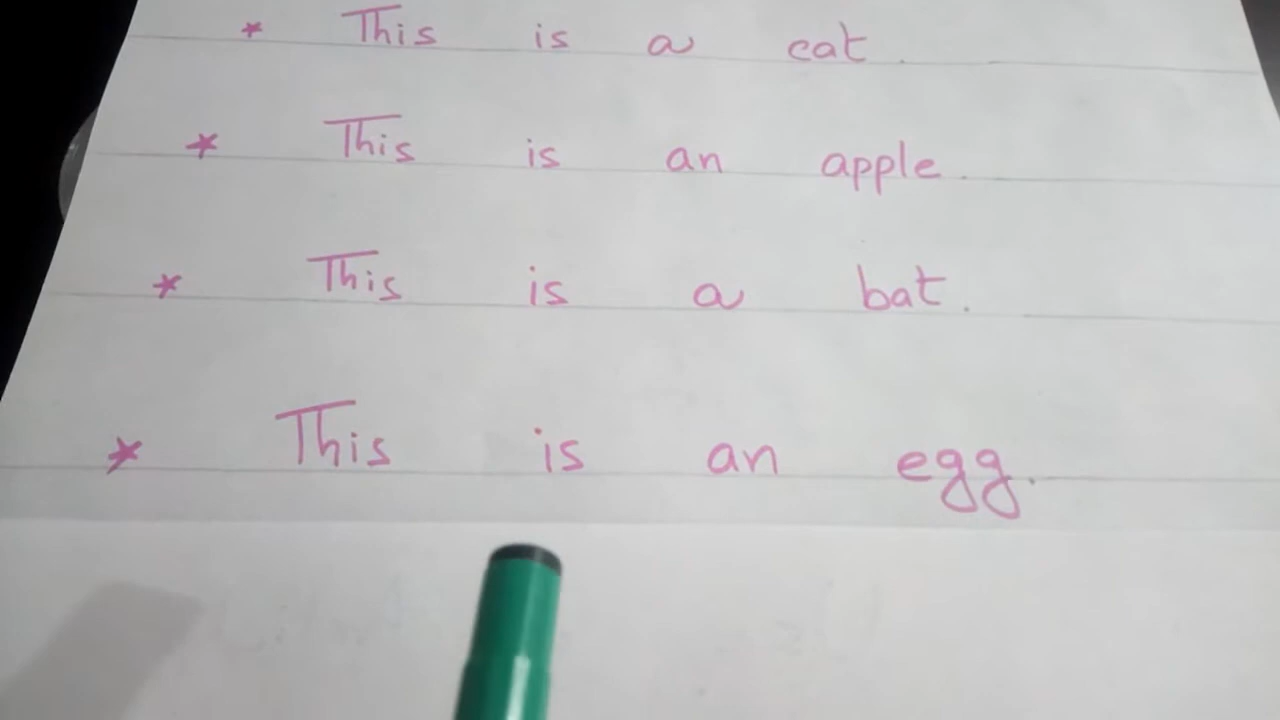 * This is a cat.
* This is an apple.
* This is a bat.
* This is an egg.